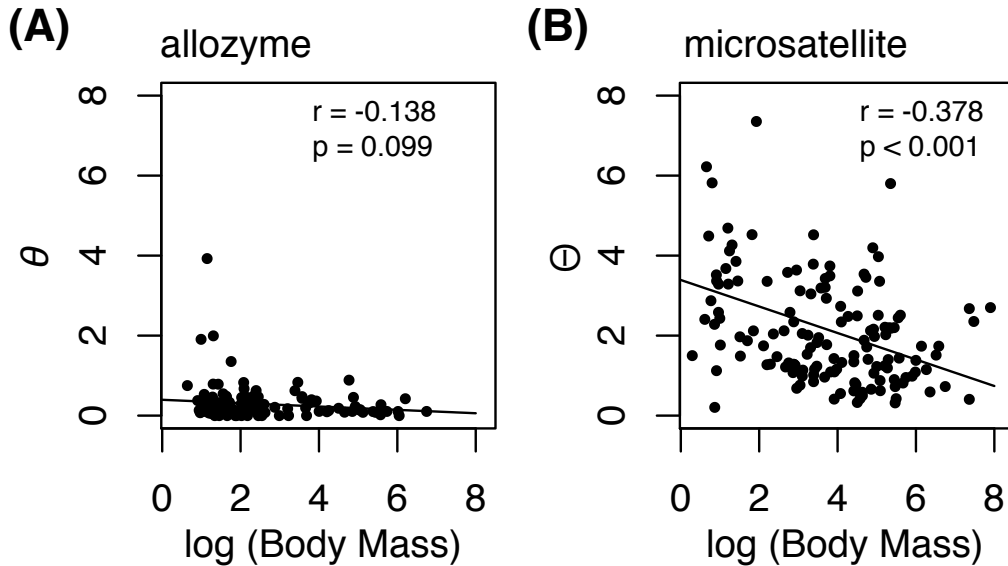 (A)
allozyme
r = -0.138
p = 0.099
θ
8
6
4
2
0
0 2 4 6 8
log (Body Mass)
(B)
microsatellite
r = -0.378
p < 0.001
Θ
8
6
4
2
0
0 2 4 6 8
log (Body Mass)